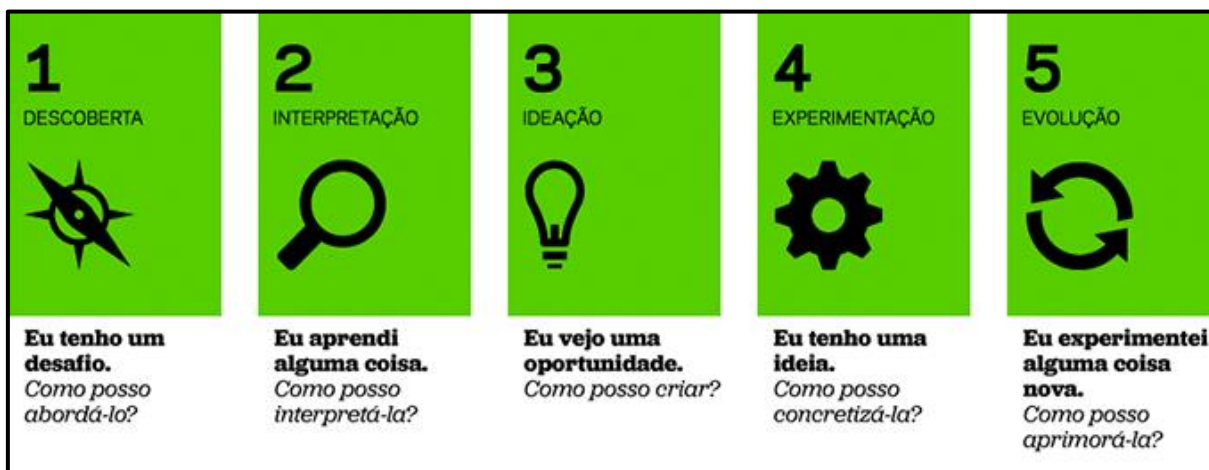 1
DESCOBERTA
Eu tenho um
desafio.
Como posso
abordá-lo?
2
INTERPRETAÇÃO
Eu aprendi
alguma coisa.
Como posso
interpretá-la?
3
IDEAÇÃO
Eu vejo uma
oportunidade.
Como posso criar?
4
EXPERIMENTAÇÃO
Eu tenho uma
ideia.
Como posso
concretizá-la?
5
EVOLUÇÃO
Eu experimentei
alguma coisa
nova.
Como posso
aprimorá-la?